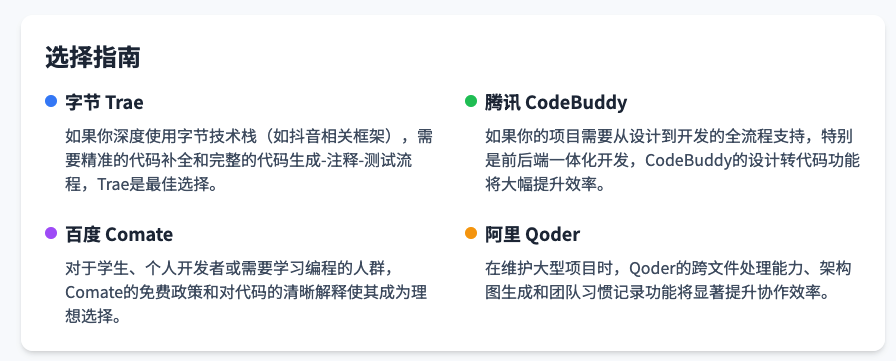 选择指南
字节 Trae
如果你深度使用字节技术栈（如抖音相关框架），需
要精准的代码补全和完整的代码生成-注释-测试流
程，Trae是最佳选择。
腾讯 CodeBuddy
如果你的项目需要从设计到开发的全流程支持，特别
是前后端一体化开发，CodeBuddy的设计转代码功能
将大幅提升效率。
百度 Comate
对于学生、个人开发者或需要学习编程的人群，
Comate的免费政策和对代码的清晰解释使其成为理
想选择。
阿里 Qoder
在维护大型项目时，Qoder的跨文件处理能力、架构
图生成和团队习惯记录功能将显著提升协作效率。